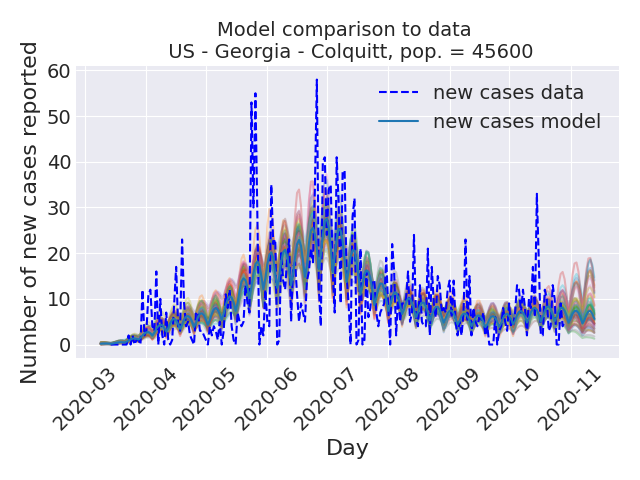 Model comparison to data
US - Georgia - Colquitt, pop. = 45600
Number of new cases reported
60
50
40
30
20
10
0
new cases data
new cases model
2020-03
2020-04
2020-05
2020-06
2020-07
2020-08
2020-09
2020-10
2020-11
Day